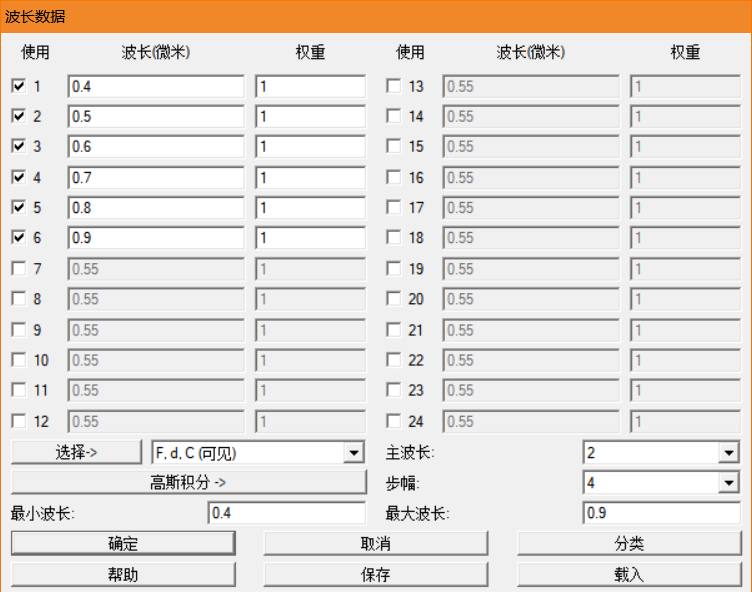 波长数据
使用 波长(微米) 权重 使用 波长(微米) 权重
1 0.4 1 13 0.55 1
2 0.5 1 14 0.55 1
3 0.6 1 15 0.55 1
4 0.7 1 16 0.55 1
5 0.8 1 17 0.55 1
6 0.9 1 18 0.55 1
7 0.55 1 19 0.55 1
8 0.55 1 20 0.55 1
9 0.55 1 21 0.55 1
10 0.55 1 22 0.55 1
11 0.55 1 23 0.55 1
12 0.55 1 24 0.55 1
选择-> F, d, C (可见) 主波长: 2
高斯积分 -> 步幅: 4
最小波长: 0.4 最大波长: 0.9
确定 取消 分类
帮助 保存 载入